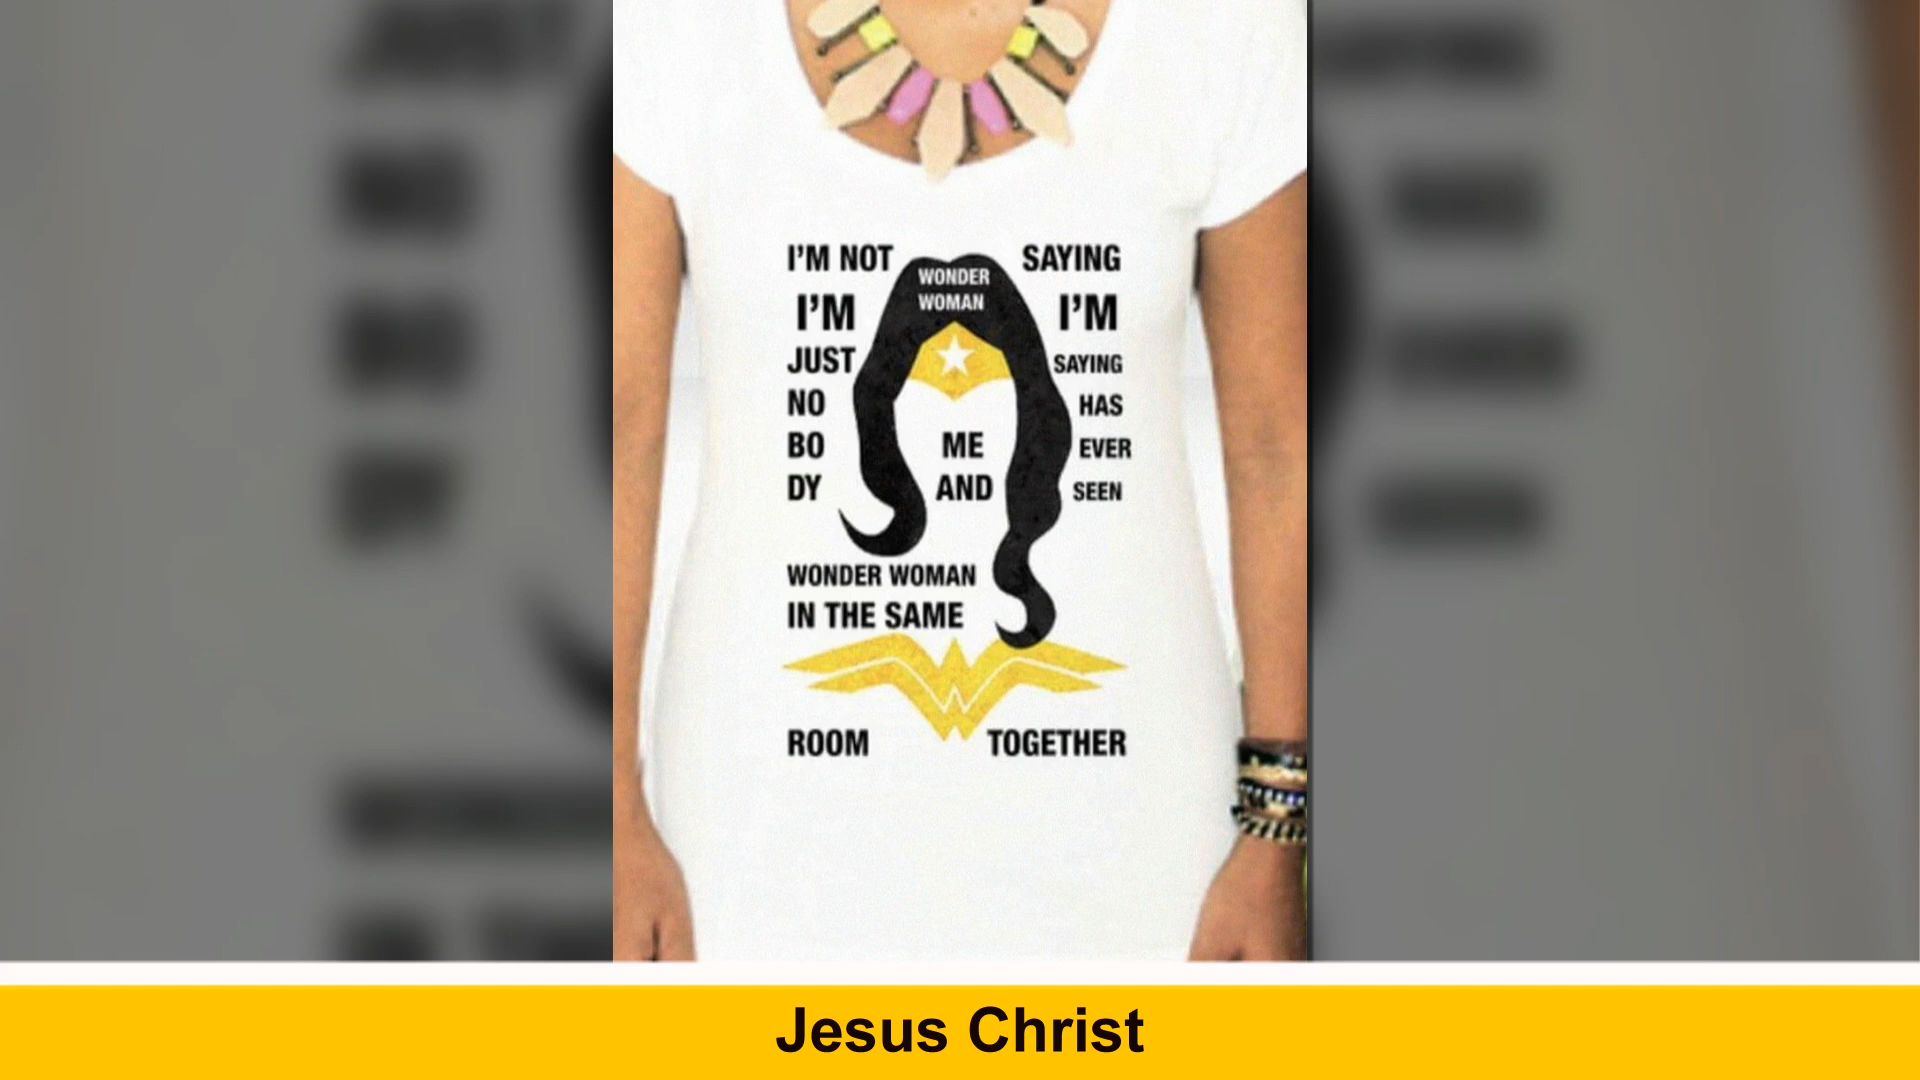 I'M NOT WONDER WOMAN SAYING
I'M I'M
JUST SAYING
NO HAS
BO ME EVER
DY AND SEEN
WONDER WOMAN
IN THE SAME
ROOM TOGETHER
Jesus Christ